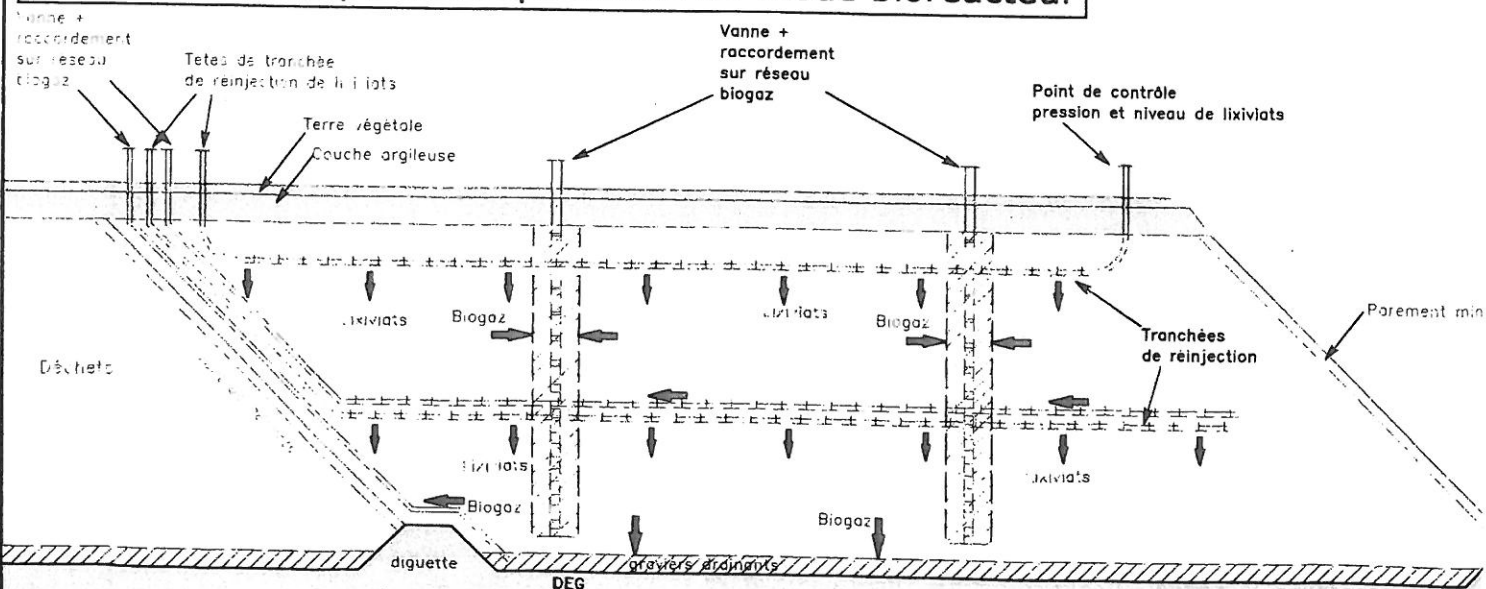 Vanne +
raccordement
sur réseau
biogaz
Tetes de tranchée
de réinjection de
Vanne +
raccordement
sur réseau
biogaz
Point de contrôle
pression et niveau de lixiviats
Terre végétale
Couche argileuse
Lixiviats
Biogaz
Lixiviats
Biogaz
Tranchées
de réinjection
Parement min
Déchets
Lixiviats
Lixiviats
Biogaz
Biogaz
diguette
graviers drainants
DEG